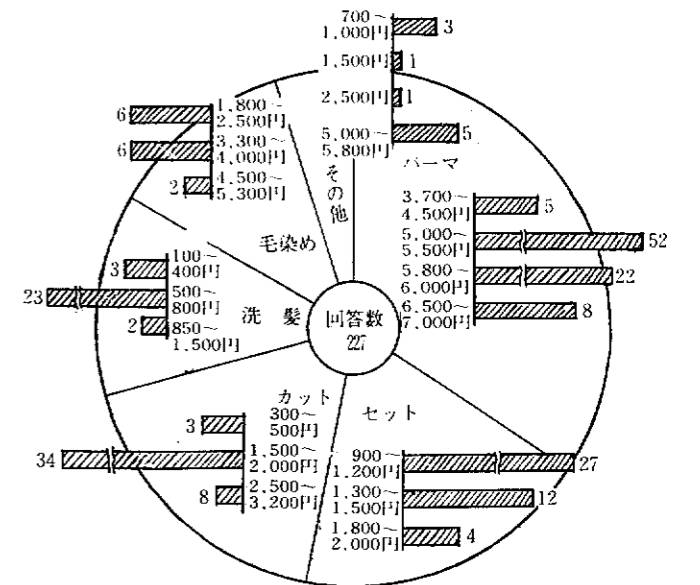 700～
1,000円 3
1,500円 1
2,500円 1
5,000～
5,800円 5
パーマ
3,700～
4,500円 5
5,000～
5,500円 52
5,800～
6,000円 22
6,500～
7,000円 8
セット
900～
1,200円 27
1,300～
1,500円 12
1,800～
2,000円 4
カット
300～
3 500円
34 1,500～
2,000円
8 2,500～
3,200円
洗髪
100～
3 400円
23 500～
800円
2 850～
1,500円
毛染め
6 1,800～
2,500円
6 3,300～
4,000円
2 4,500～
5,300円
その他
回答数
227